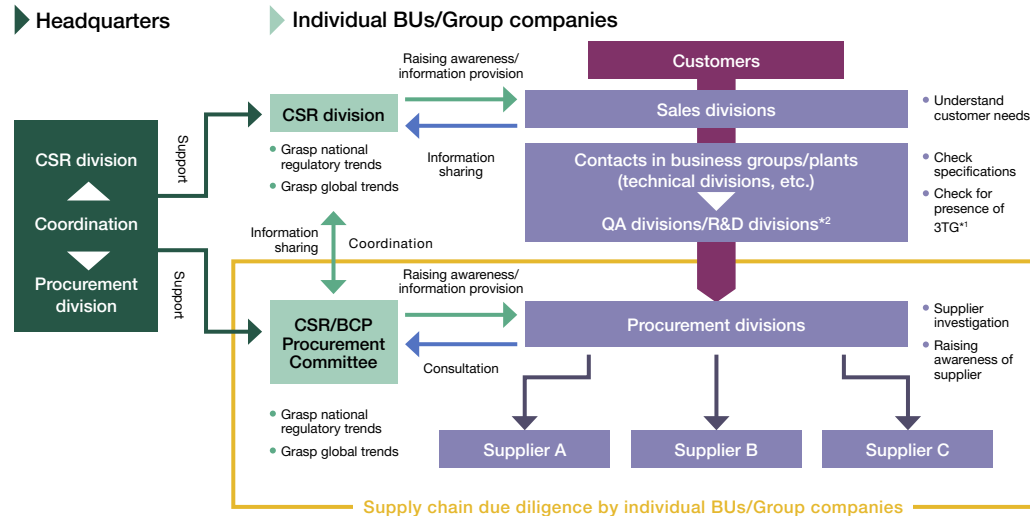 Headquarters
Individual BUs/Group companies
CSR division
Coordination
Procurement
division
Support
Support
CSR division
Grasp national
regulatory trends
Grasp global trends
Raising awareness/
information provision
Information
sharing
Customers
Sales divisions
Understand
customer needs
Contacts in business groups/plants
(technical divisions, etc.)
QA divisions/R&D divisions*2
Check
specifications
Check for
presence of
3TG*1
Information
sharing
Coordination
CSR/BCP
Procurement
Committee
Grasp national
regulatory trends
Grasp global trends
Raising awareness/
information provision
Consultation
Procurement divisions
Supplier
investigation
Raising
awareness of
supplier
Supplier A
Supplier B
Supplier C
Supply chain due diligence by individual BUs/Group companies